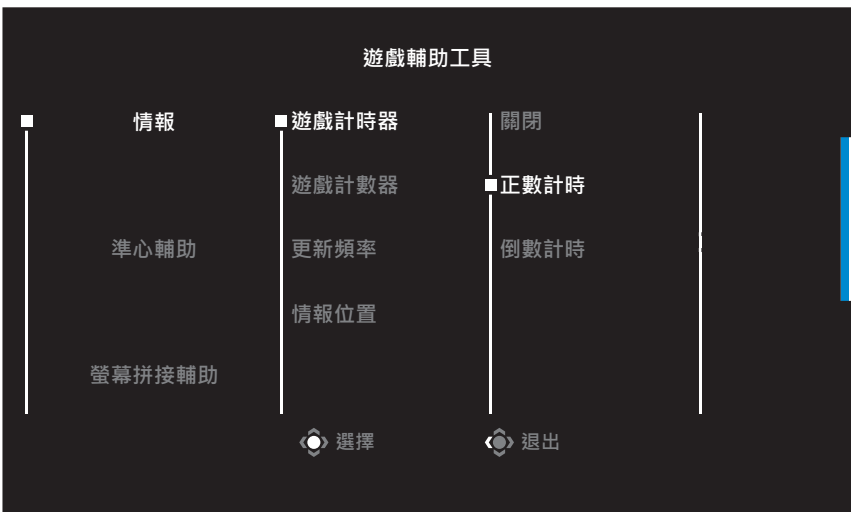 遊戲輔助工具
情報 遊戲計時器 關閉
遊戲計數器 正數計時
準心輔助 更新頻率 倒數計時
情報位置
螢幕拼接輔助
選擇 退出